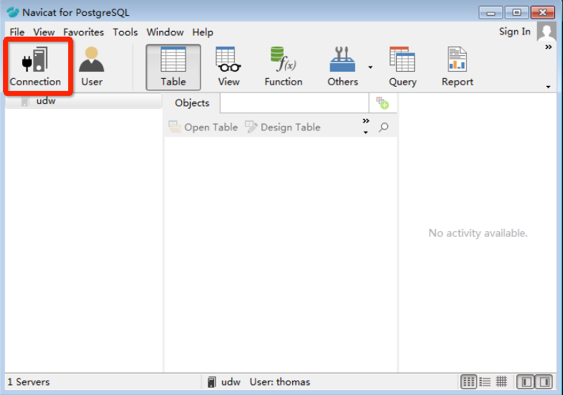 Navicat for PostgreSQL
File View Favorites Tools Window Help Sign In
Connection User Table View Function Others Query Report
udw Objects
Open Table Design Table
No activity available.
1 Servers udw User: thomas